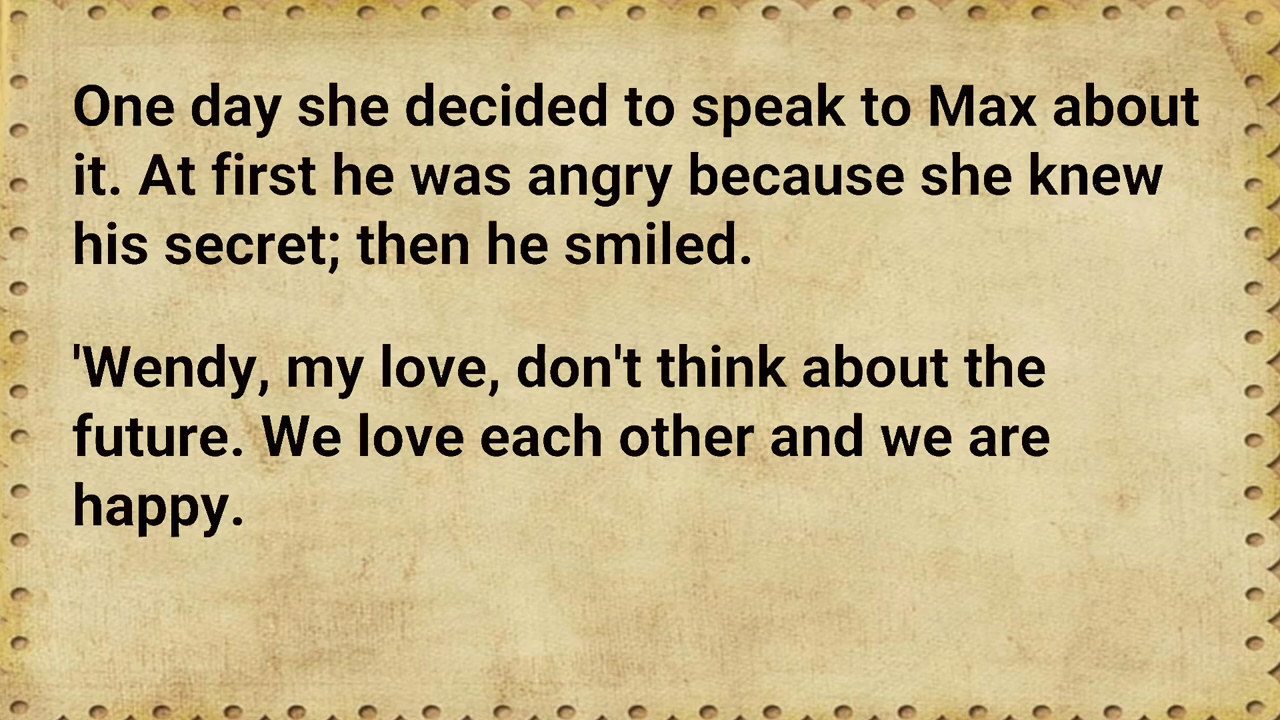 One day she decided to speak to Max about
it. At first he was angry because she knew
his secret; then he smiled.
'Wendy, my love, don't think about the
future. We love each other and we are
happy.